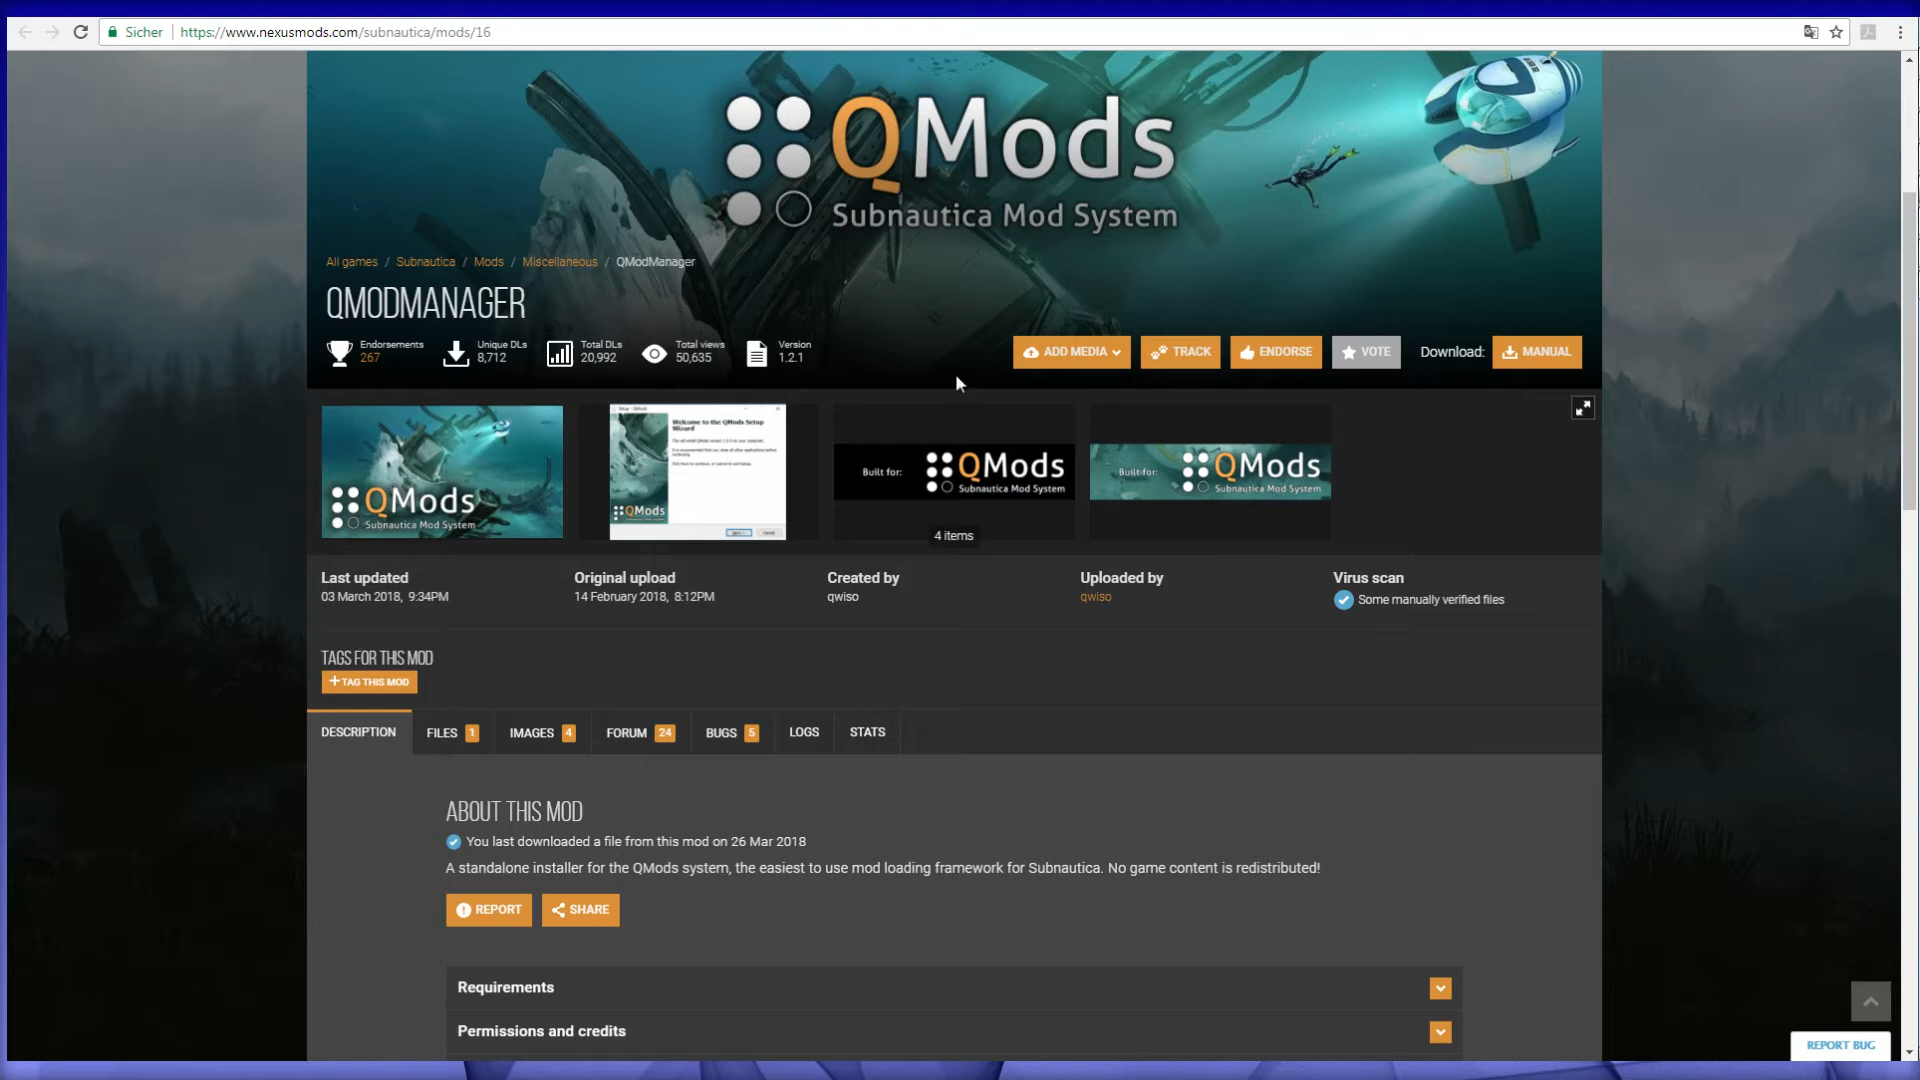 Sicher https://www.nexusmods.com/subnautica/mods/16
QMods
Subnautica Mod System
All games / Subnautica / Mods / Miscellaneous / QModManager
QMODMANAGER
Endorsements
267
Unique DLs
8,712
Total DLs
20,992
Total views
50,635
Version
1.2.1
ADD MEDIA
TRACK
ENDORSE
VOTE
Download:
MANUAL
QMods
Subnautica Mod System
Welcome to the QMods Setup
Wizard
QMods
Built for: QMods
Subnautica Mod System
Built for: QMods
Subnautica Mod System
4 items
Last updated
03 March 2018, 9:34PM
Original upload
14 February 2018, 8:12PM
Created by
qwiso
Uploaded by
qwiso
Virus scan
Some manually verified files
TAGS FOR THIS MOD
+ TAG THIS MOD
DESCRIPTION FILES 1 IMAGES 4 FORUM 24 BUGS 5 LOGS STATS
ABOUT THIS MOD
You last downloaded a file from this mod on 26 Mar 2018
A standalone installer for the QMods system, the easiest to use mod loading framework for Subnautica. No game content is redistributed!
REPORT SHARE
Requirements
Permissions and credits
REPORT BUG